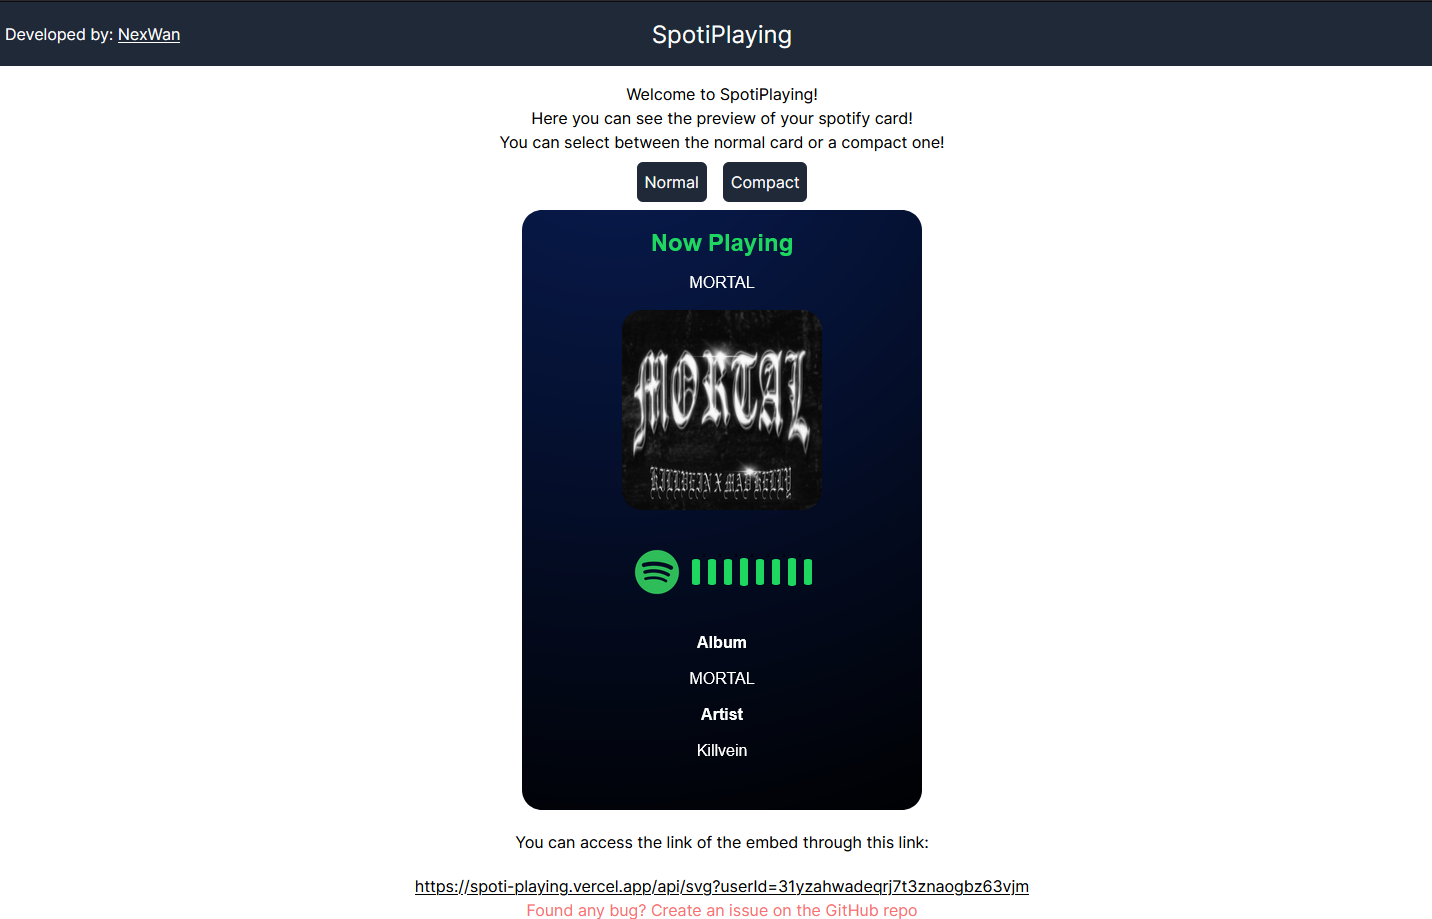 Developed by: NexWan
SpotiPlaying
Welcome to SpotiPlaying!
Here you can see the preview of your spotify card!
You can select between the normal card or a compact one!
Normal
Compact
Now Playing
MORTAL
MORTAL
KILLVEIN X MAD KELLY
Album
MORTAL
Artist
Killvein
You can access the link of the embed through this link:
https://spoti-playing.vercel.app/api/svg?userId=31yzahwadeqrj7t3znaogbz63vjm
Found any bug? Create an issue on the GitHub repo